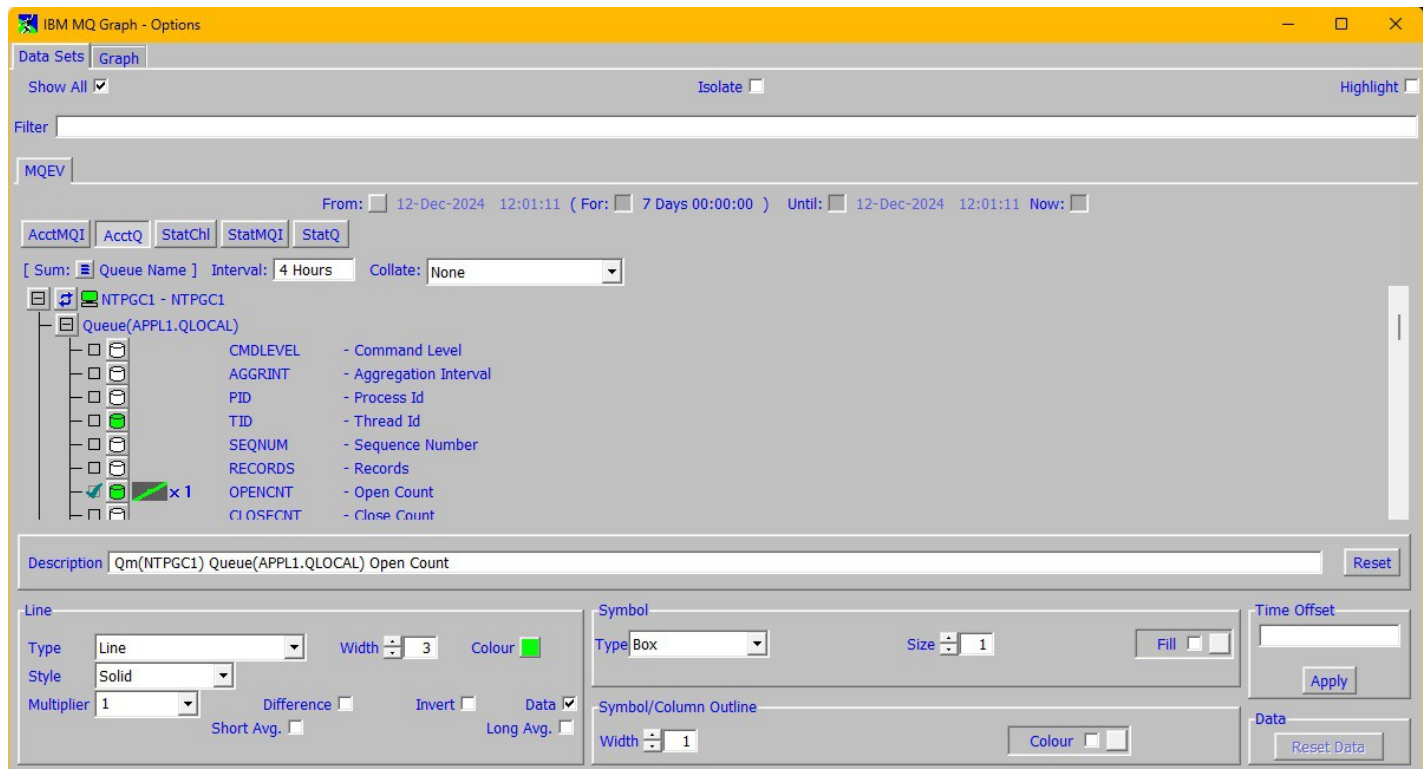 IBM MQ Graph - Options
Data Sets Graph
Show All Isolate Highlight
Filter
MQEV
From: 12-Dec-2024 12:01:11 ( For: 7 Days 00:00:00 ) Until: 12-Dec-2024 12:01:11 Now:
AcctMQI AcctQ StatChl StatMQI StatQ
[ Sum: Queue Name ] Interval: 4 Hours Collate: None
NTPGC1 - NTPGC1
Queue(APPL1.QLOCAL)
CMDLEVEL - Command Level
AGGRINT - Aggregation Interval
PID - Process Id
TID - Thread Id
SEQNUM - Sequence Number
RECORDS - Records
x 1 OPENCNT - Open Count
CLOSECNT - Close Count
Description Qm(NTPGC1) Queue(APPL1.QLOCAL) Open Count Reset
Line Symbol Time Offset
Type Line Width 3 Colour Type Box Size 1 Fill
Style Solid Apply
Multiplier 1 Difference Invert Data Symbol/Column Outline Data
Short Avg. Long Avg. Width 1 Colour Reset Data